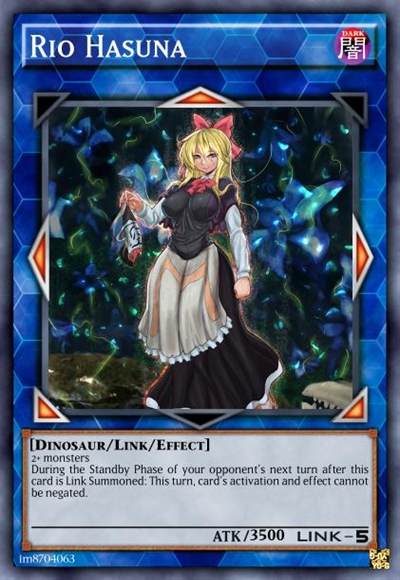 Rio Hasuna
DARK
闇
[Dinosaur/Link/Effect]
2+ monsters
During the Standby Phase of your opponent's next turn after this
card is Link Summoned: This turn, card's activation and effect cannot
be negated.
ATK/3500 LINK-5
im8704063